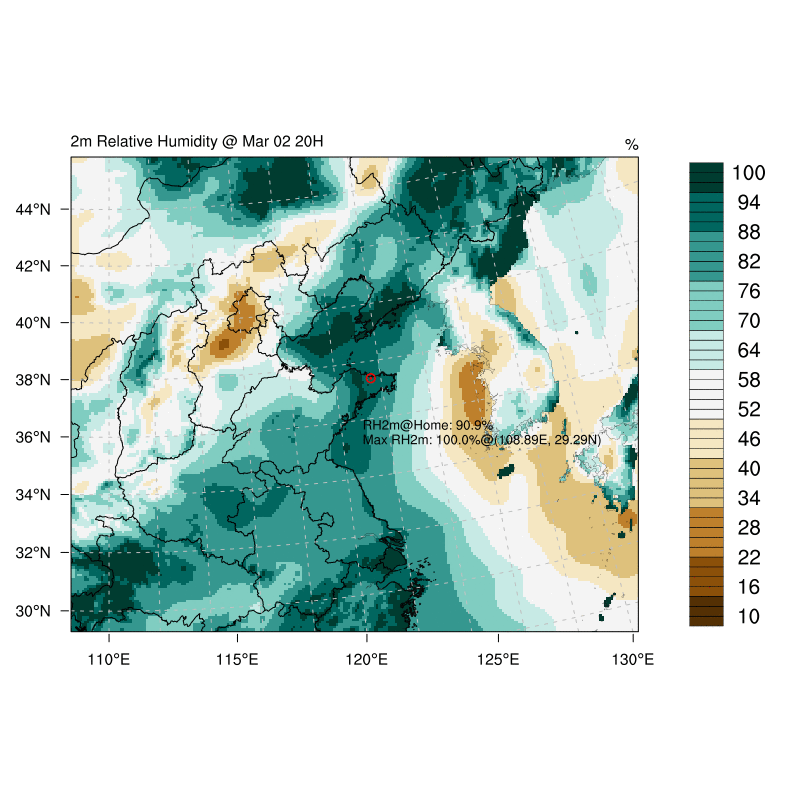 2m Relative Humidity @ Mar 02 20H
%
44°N
42°N
40°N
38°N
36°N
34°N
32°N
30°N
110°E
115°E
120°E
125°E
130°E
RH2m@Home: 90.9%
Max RH2m: 100.0%@(108.89E, 29.29N)
100
94
88
82
76
70
64
58
52
46
40
34
28
22
16
10